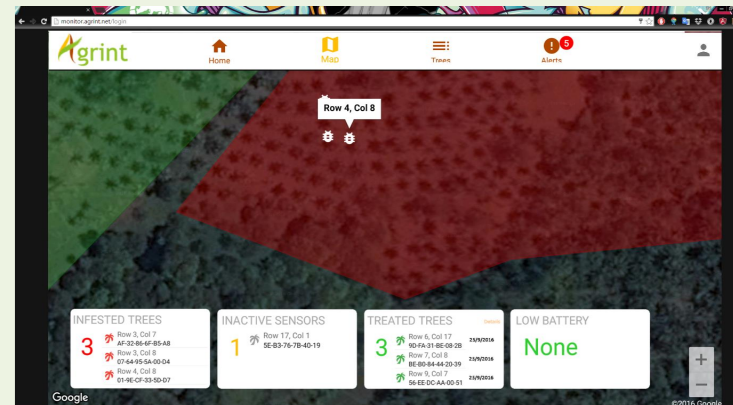 monitor.agrint.net/login
Agrint
Home
Map
Trees
5
Alerts
Row 4, Col 8
INFESTED TREES
3
Row 3, Col 7
AF-32-86-6F-B5-A8
Row 3, Col 8
07-64-95-5A-00-D4
Row 4, Col 8
01-9E-CF-33-5D-D7
INACTIVE SENSORS
1
Row 17, Col 1
5E-B3-76-7B-40-19
TREATED TREES
3
Row 6, Col 17
9D-FA-31-BE-08-2B
23/9/2016
Row 7, Col 8
BE-B0-84-44-20-39
23/9/2016
Row 9, Col 7
56-EE-DC-AA-00-51
23/9/2016
LOW BATTERY
None
+
−
Google
©2016 Google